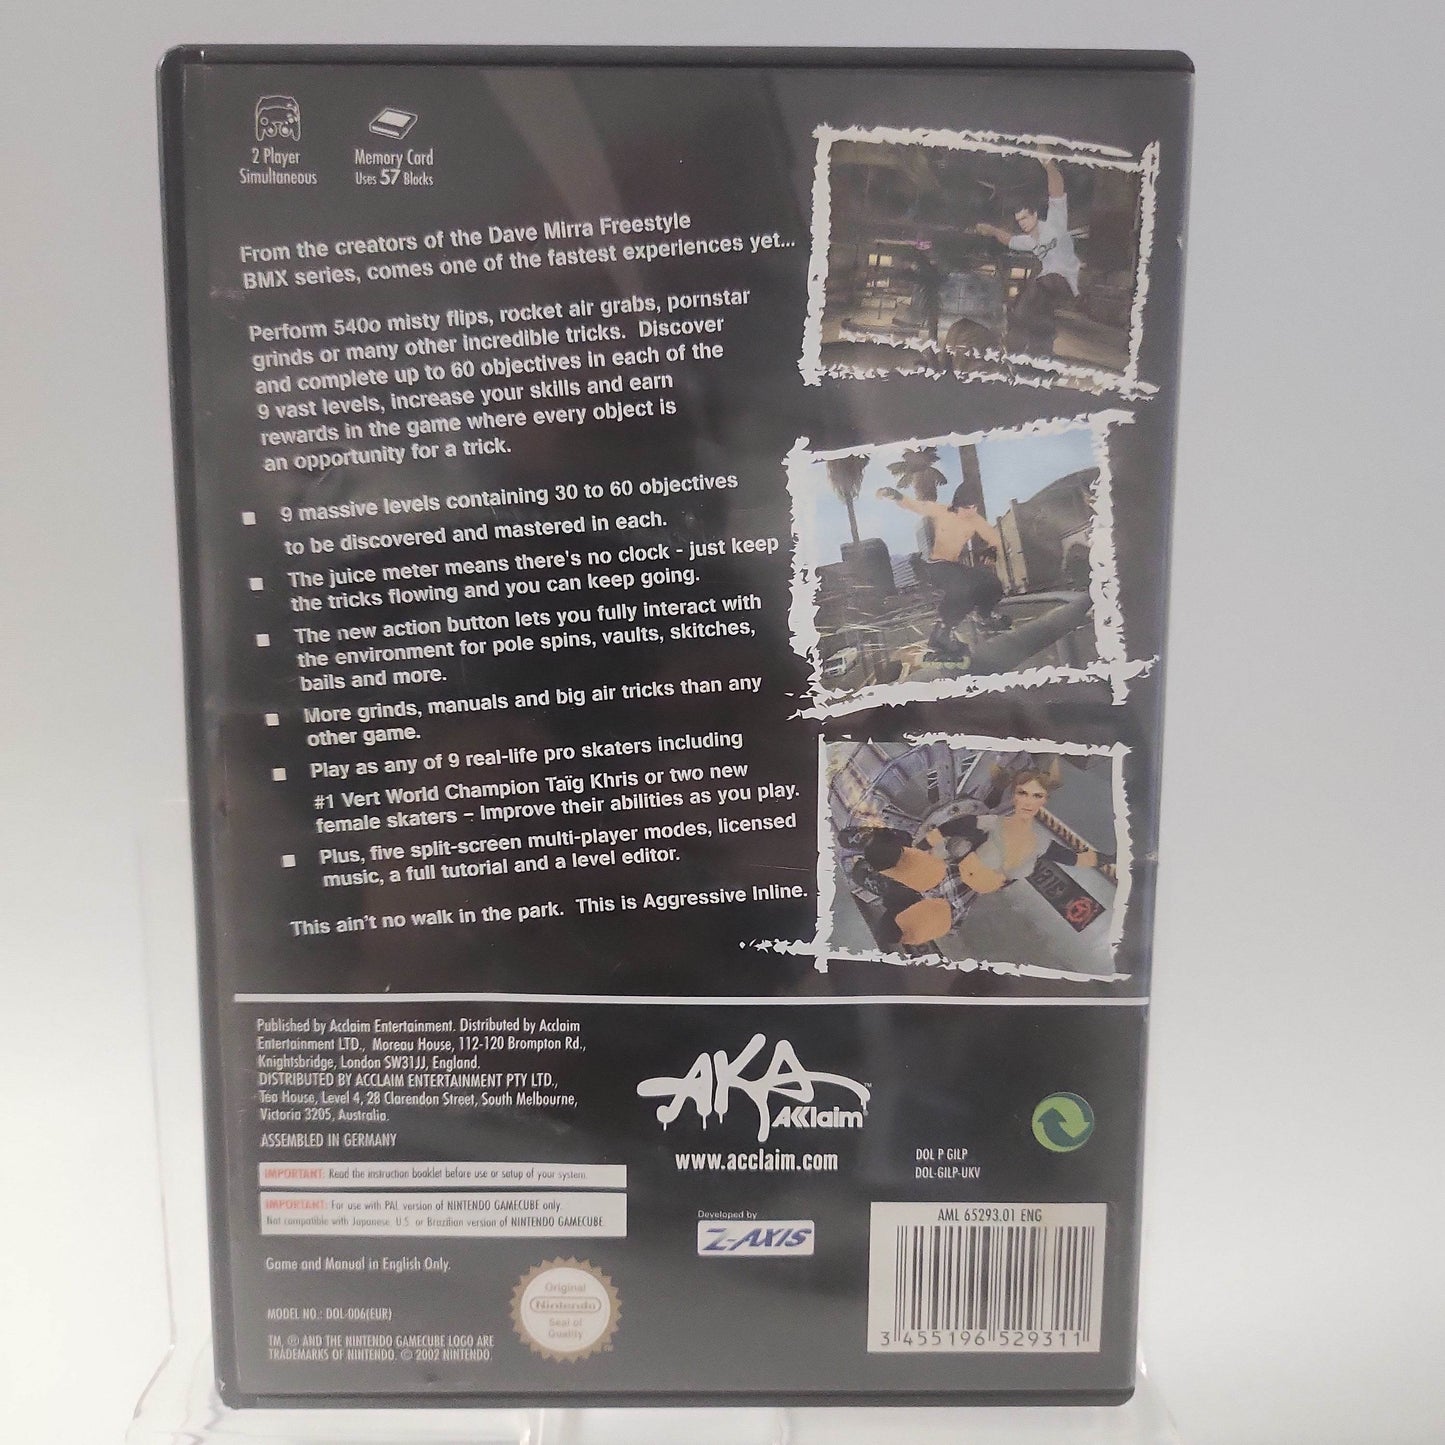 2 Player
Simultaneous
Memory Card
Uses 57 Blocks
From the creators of the Dave Mirra Freestyle
BMX series, comes one of the fastest experiences yet...
Perform 540o misty flips, rocket air grabs, pornstar
grinds or many other incredible tricks. Discover
and complete up to 60 objectives in each of the
9 vast levels, increase your skills and earn
rewards in the game where every object is
an opportunity for a trick.
9 massive levels containing 30 to 60 objectives
to be discovered and mastered in each.
The juice meter means there's no clock - just keep
the tricks flowing and you can keep going.
The new action button lets you fully interact with
the environment for pole spins, vaults, skitches,
bails and more.
More grinds, manuals and big air tricks than any
other game.
Play as any of 9 real-life pro skaters including
#1 Vert World Champion Taïg Khris or two new
female skaters – Improve their abilities as you play.
Plus, five split-screen multi-player modes, licensed
music, a full tutorial and a level editor.
This ain't no walk in the park. This is Aggressive Inline.
Published by Acclaim Entertainment. Distributed by Acclaim
Entertainment LTD., Moreau House, 112-120 Brompton Rd.,
Knightsbridge, London SW31JJ, England.
DISTRIBUTED BY ACCLAIM ENTERTAINMENT PTY LTD.,
Tea House, Level 4, 28 Clarendon Street, South Melbourne,
Victoria 3205, Australia.
ASSEMBLED IN GERMANY
IMPORTANT: Read the instruction booklet before use or setup of your system.
IMPORTANT: For use with PAL version of NINTENDO GAMECUBE only.
Not compatible with Japanese, U.S. or Brazilian version of NINTENDO GAMECUBE
Game and Manual in English Only.
MODEL NO.: DOL-006(EUR)
TM, ® AND THE NINTENDO GAMECUBE LOGO ARE
TRADEMARKS OF NINTENDO. © 2002 NINTENDO.
Original
Nintendo
Seal of
Quality
AKA
AKKlaim
™
www.acclaim.com
Developed by
Z-AXIS
DOL P GILP
DOL-GILP-UKV
AML 65293.01 ENG
3 455196 529311